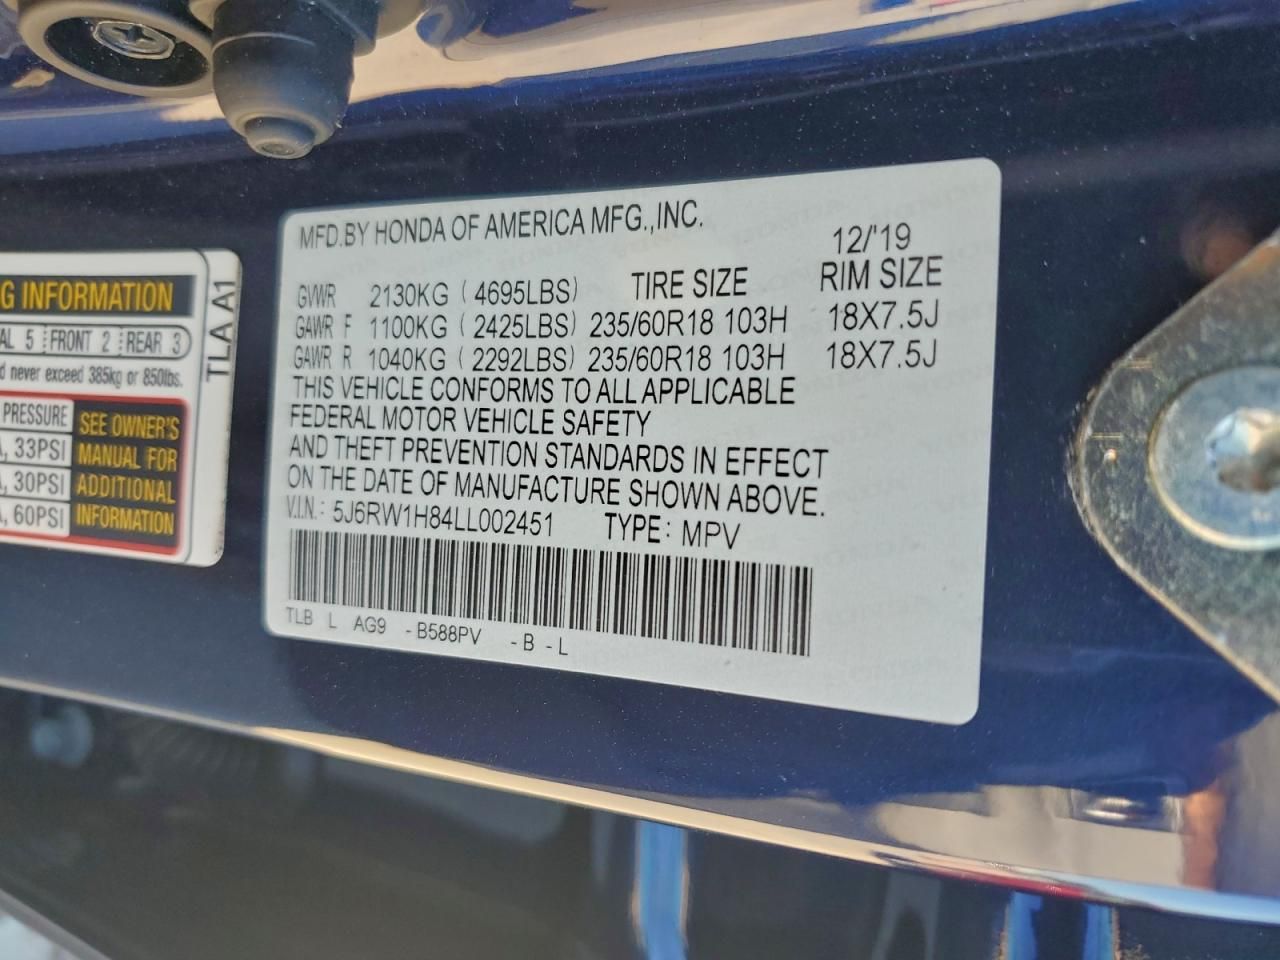 G INFORMATION
AL 5 FRONT 2 REAR 3
d never exceed 385kg or 850lbs.
PRESSURE
, 33PSI
, 30PSI
, 60PSI
SEE OWNER'S
MANUAL FOR
ADDITIONAL
INFORMATION
TLA A1
MFD.BY HONDA OF AMERICA MFG.,INC.
12/'19
GVWR 2130KG ( 4695LBS) TIRE SIZE RIM SIZE
GAWR F 1100KG ( 2425LBS) 235/60R18 103H 18X7.5J
GAWR R 1040KG ( 2292LBS) 235/60R18 103H 18X7.5J
THIS VEHICLE CONFORMS TO ALL APPLICABLE
FEDERAL MOTOR VEHICLE SAFETY
AND THEFT PREVENTION STANDARDS IN EFFECT
ON THE DATE OF MANUFACTURE SHOWN ABOVE.
V.I.N.: 5J6RW1H84LL002451 TYPE: MPV
TLB L AG9 -B588PV -B -L